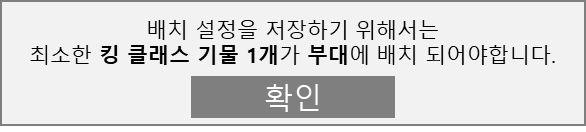 배치 설정을 저장하기 위해서는
최소한 킹 클래스 기물 1개가 부대에 배치 되어야합니다.
확인